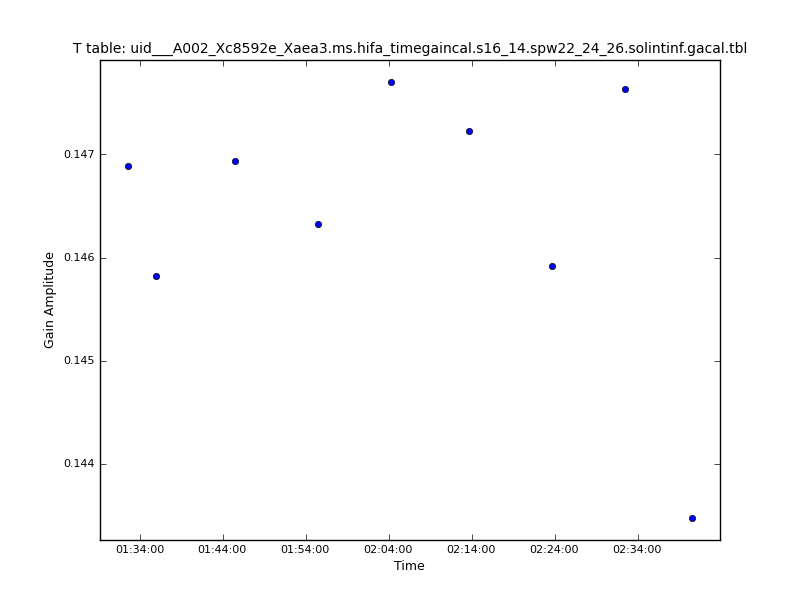 T table: uid___A002_Xc8592e_Xaea3.ms.hifa_timegaincal.s16_14.spw22_24_26.solintinf.gacal.tbl
0.147
0.146
0.145
0.144
Gain Amplitude
01:34:00 01:44:00 01:54:00 02:04:00 02:14:00 02:24:00 02:34:00
Time